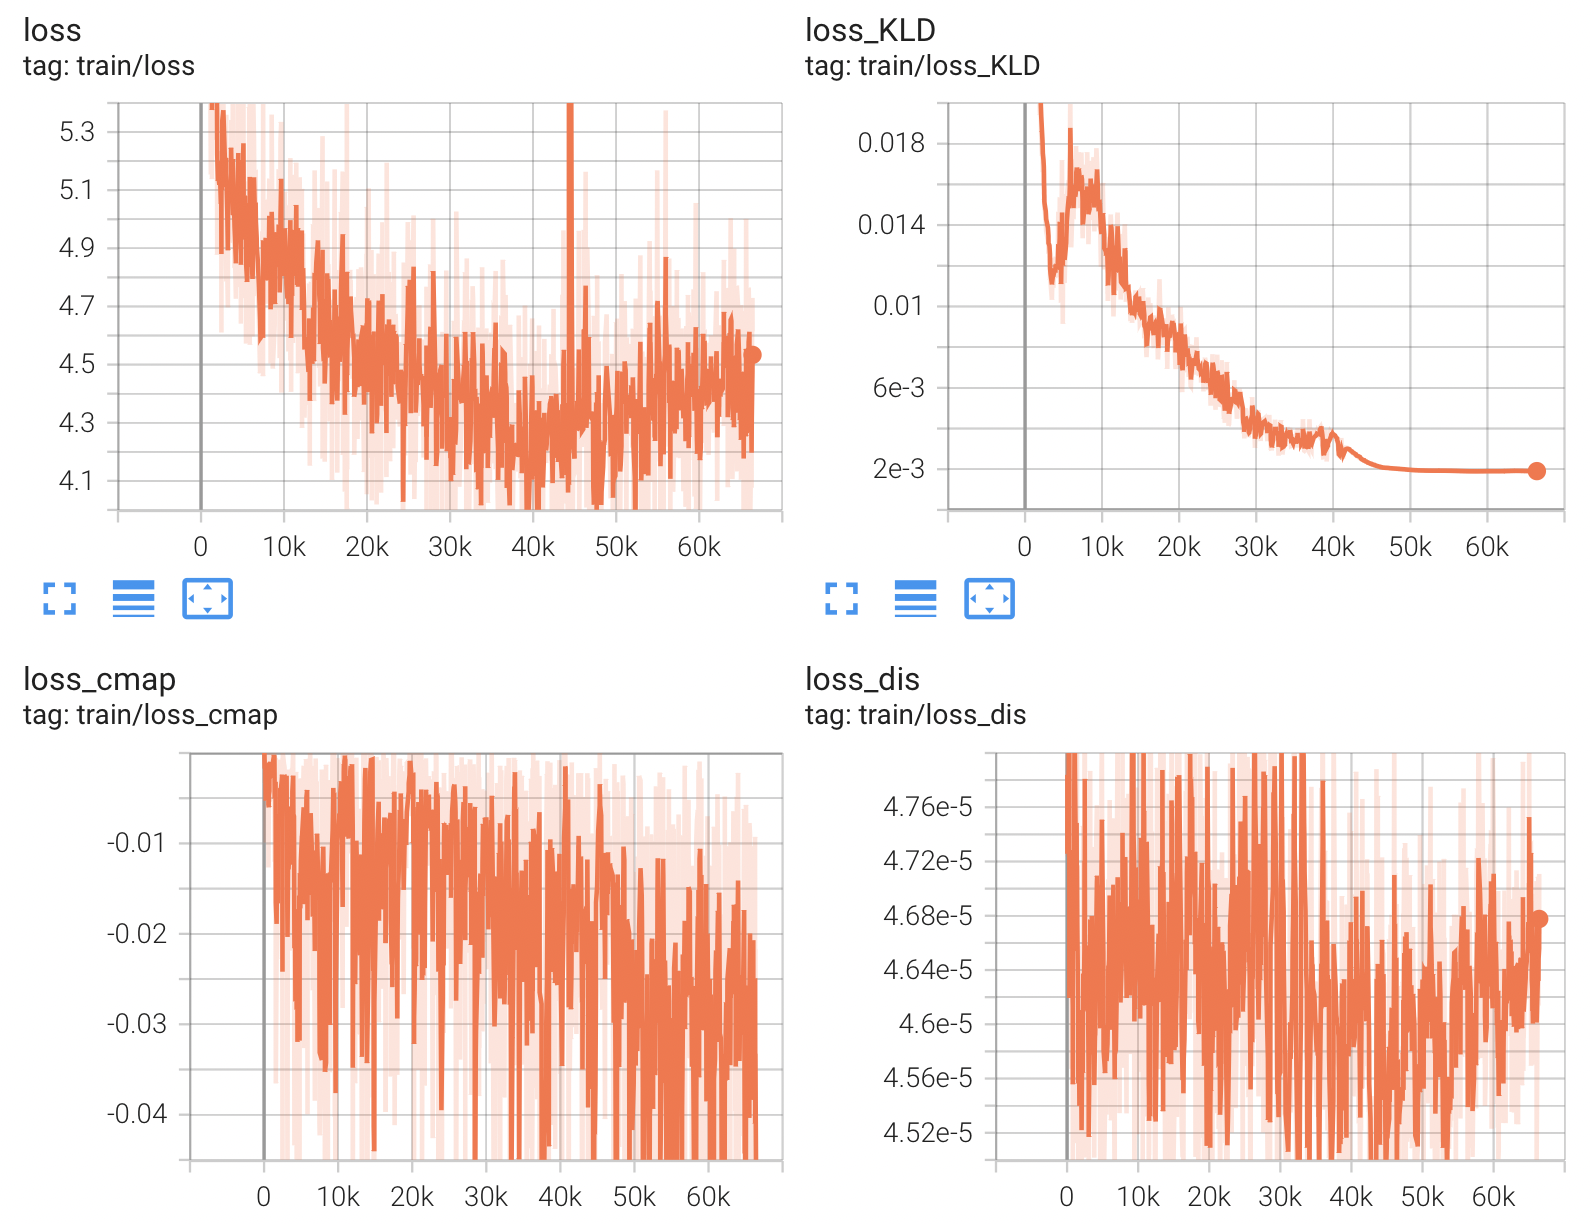 loss
tag: train/loss
5.3
5.1
4.9
4.7
4.5
4.3
4.1
0 10k 20k 30k 40k 50k 60k
loss_KLD
tag: train/loss_KLD
0.018
0.014
0.01
6e-3
2e-3
0 10k 20k 30k 40k 50k 60k
loss_cmap
tag: train/loss_cmap
-0.01
-0.02
-0.03
-0.04
0 10k 20k 30k 40k 50k 60k
loss_dis
tag: train/loss_dis
4.76e-5
4.72e-5
4.68e-5
4.64e-5
4.6e-5
4.56e-5
4.52e-5
0 10k 20k 30k 40k 50k 60k